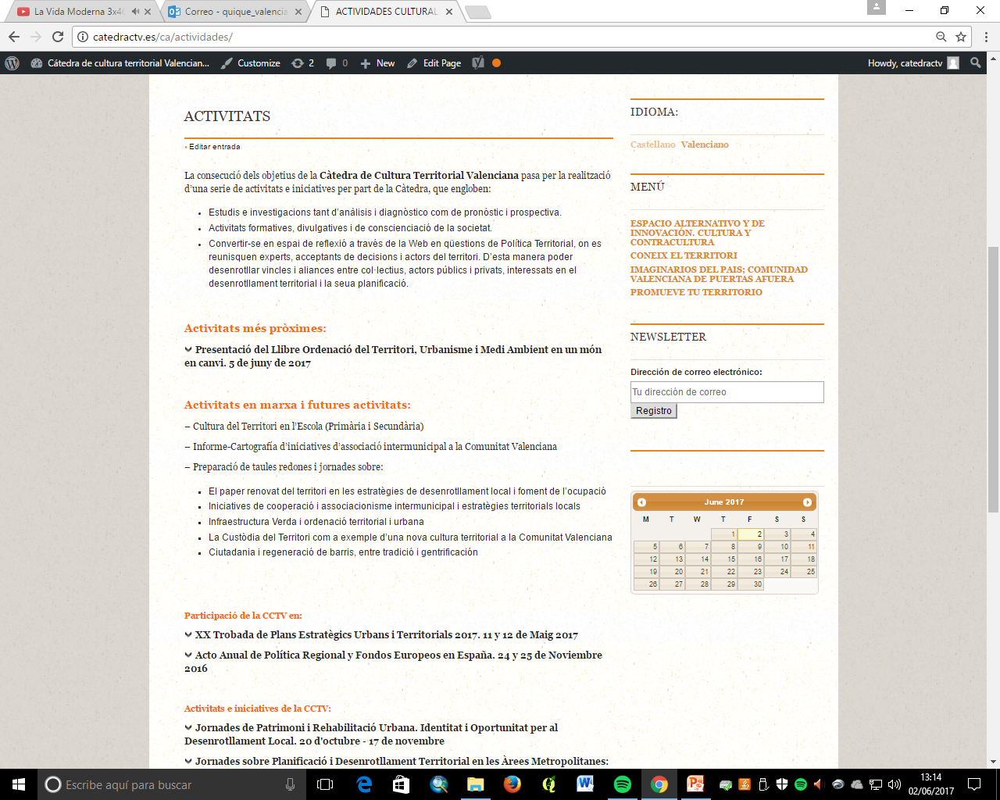 La Vida Moderna 3x4
Correo - quique_valencia
ACTIVIDADES CULTURAL
catedractv.es/ca/actividades/
Cátedra de cultura territorial Valencian...
Customize
2
0
New
Edit Page
Howdy, catedractv
ACTIVITATS
• Editar entrada
La consecució dels objetius de la Càtedra de Cultura Territorial Valenciana pasa per la realització
d'una serie de activitats e iniciatives per part de la Càtedra, que engloben:
• Estudis e investigacions tant d'anàlisis i diagnòstico com de pronóstic i prospectiva.
• Activitats formatives, divulgatives i de conscienciació de la societat.
• Convertir-se en espai de reflexió a través de la Web en qüestions de Política Territorial, on es
reunisquen experts, acceptants de decisions i actors del territori. D'esta manera poder
desenrotllar vincles i aliances entre col·lectius, actors públics i privats, interessats en el
desenrotllament territorial i la seua planificació.
Activitats més pròximes:
Presentació del Llibre Ordenació del Territori, Urbanisme i Medi Ambient en un món
en canvi. 5 de juny de 2017
Activitats en marxa i futures activitats:
– Cultura del Territori en l'Escola (Primària i Secundària)
– Informe-Cartografía d'iniciatives d'associació intermunicipal a la Comunitat Valenciana
– Preparació de taules redones i jornades sobre:
▪ El paper renovat del territori en les estratègies de desenrotllament local i foment de l'ocupació
▪ Iniciatives de cooperació i associacionisme intermunicipal i estratègies territorials locals
▪ Infraestructura Verda i ordenació territorial i urbana
▪ La Custòdia del Territori com a exemple d'una nova cultura territorial a la Comunitat Valenciana
▪ Ciutadania i regeneració de barris, entre tradició i gentrificación
Participació de la CCTV en:
XX Trobada de Plans Estratègics Urbans i Territorials 2017. 11 y 12 de Maig 2017
Acto Anual de Política Regional y Fondos Europeos en España. 24 y 25 de Noviembre
2016
Activitats e iniciatives de la CCTV:
Jornades de Patrimoni i Rehabilitació Urbana. Identitat i Oportunitat per al
Desenrotllament Local. 20 d'octubre - 17 de novembre
Jornades sobre Planificació i Desenrotllament Territorial en les Àrees Metropolitanes:
IDIOMA:
Castellano Valenciano
MENÚ
ESPACIO ALTERNATIVO Y DE
INNOVACIÓN. CULTURA Y
CONTRACULTURA
CONEIX EL TERRITORI
IMAGINARIOS DEL PAIS; COMUNIDAD
VALENCIANA DE PUERTAS AFUERA
PROMUEVE TU TERRITORIO
NEWSLETTER
Dirección de correo electrónico:
Tu dirección de correo
Registro
June 2017
M T W T F S S
1 2 3 4
5 6 7 8 9 10 11
12 13 14 15 16 17 18
19 20 21 22 23 24 25
26 27 28 29 30
Escribe aquí para buscar
13:14
02/06/2017